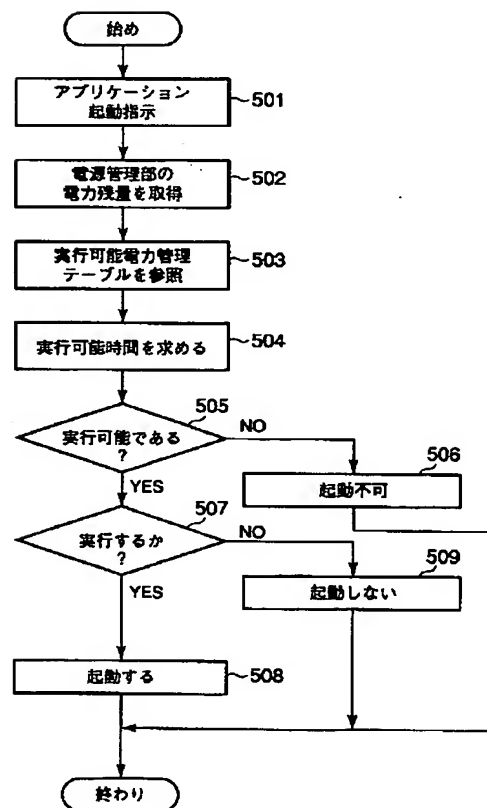 始め
アプリケーション
起動指示
501
電源管理部の
電力残量を取得
502
実行可能電力管理
テーブルを参照
503
実行可能時間を求める
504
実行可能である
?
505
NO
YES
起動不可
506
実行するか
?
507
NO
YES
起動しない
509
起動する
508
終わり